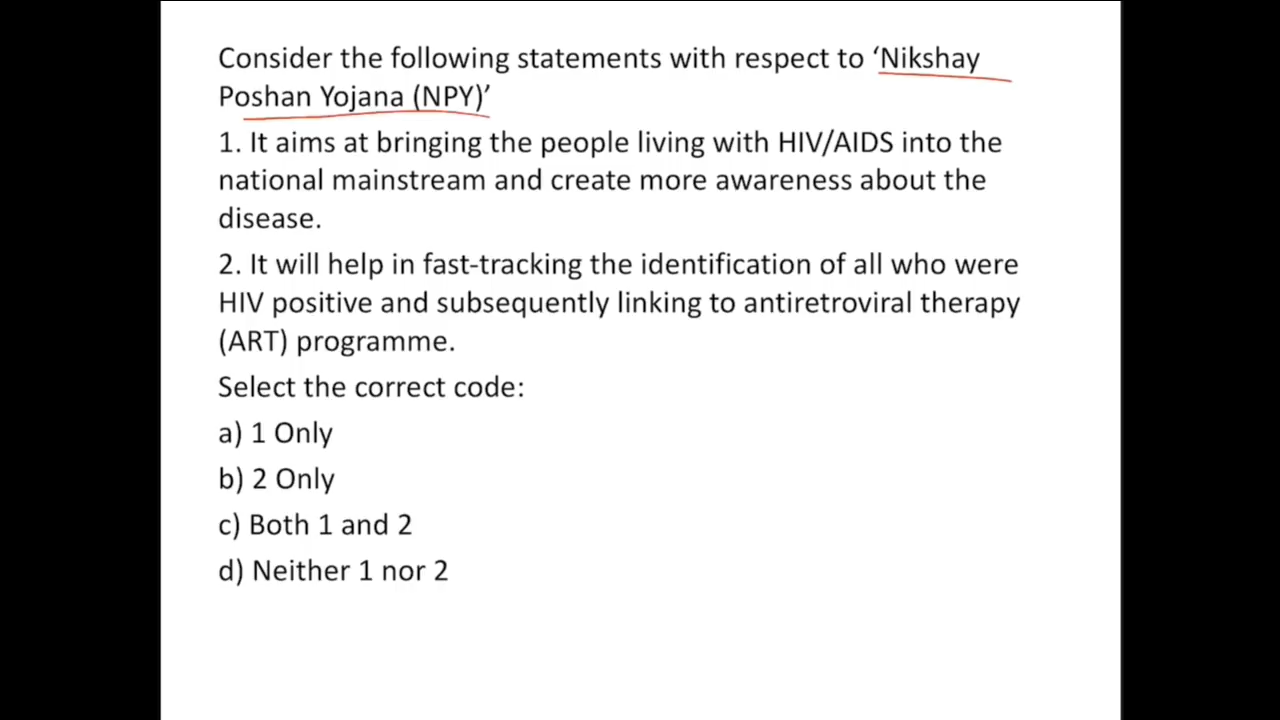 Consider the following statements with respect to ‘Nikshay
Poshan Yojana (NPY)’
1. It aims at bringing the people living with HIV/AIDS into the
national mainstream and create more awareness about the
disease.
2. It will help in fast-tracking the identification of all who were
HIV positive and subsequently linking to antiretroviral therapy
(ART) programme.
Select the correct code:
a) 1 Only
b) 2 Only
c) Both 1 and 2
d) Neither 1 nor 2